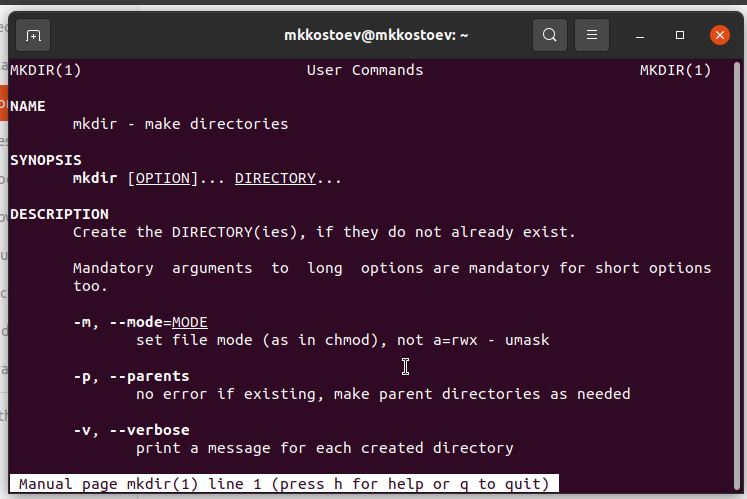 mkkostoev@mkkostoev: ~
MKDIR(1) User Commands MKDIR(1)
NAME
mkdir - make directories
SYNOPSIS
mkdir [OPTION]... DIRECTORY...
DESCRIPTION
Create the DIRECTORY(ies), if they do not already exist.
Mandatory arguments to long options are mandatory for short options
too.
-m, --mode=MODE
set file mode (as in chmod), not a=rwx - umask
-p, --parents
no error if existing, make parent directories as needed
-v, --verbose
print a message for each created directory
Manual page mkdir(1) line 1 (press h for help or q to quit)